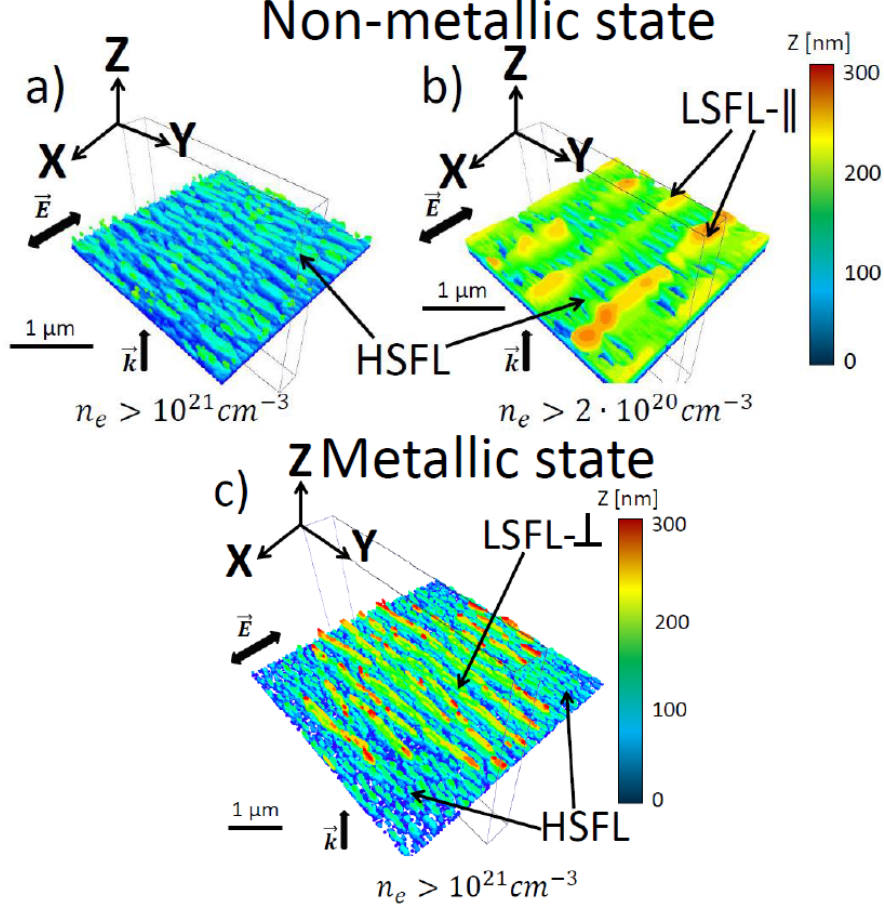 Non-metallic state
a)
Z
X
Y
E
k
1 μm
HSFL
n_e > 10^{21}cm^{-3}
b)
Z
X
Y
E
k
1 μm
LSFL-∥
n_e > 2 · 10^{20}cm^{-3}
Z [nm]
300
200
100
0
Metallic state
c)
Z
X
Y
E
k
1 μm
LSFL-⊥
HSFL
n_e > 10^{21}cm^{-3}
Z [nm]
300
200
100
0